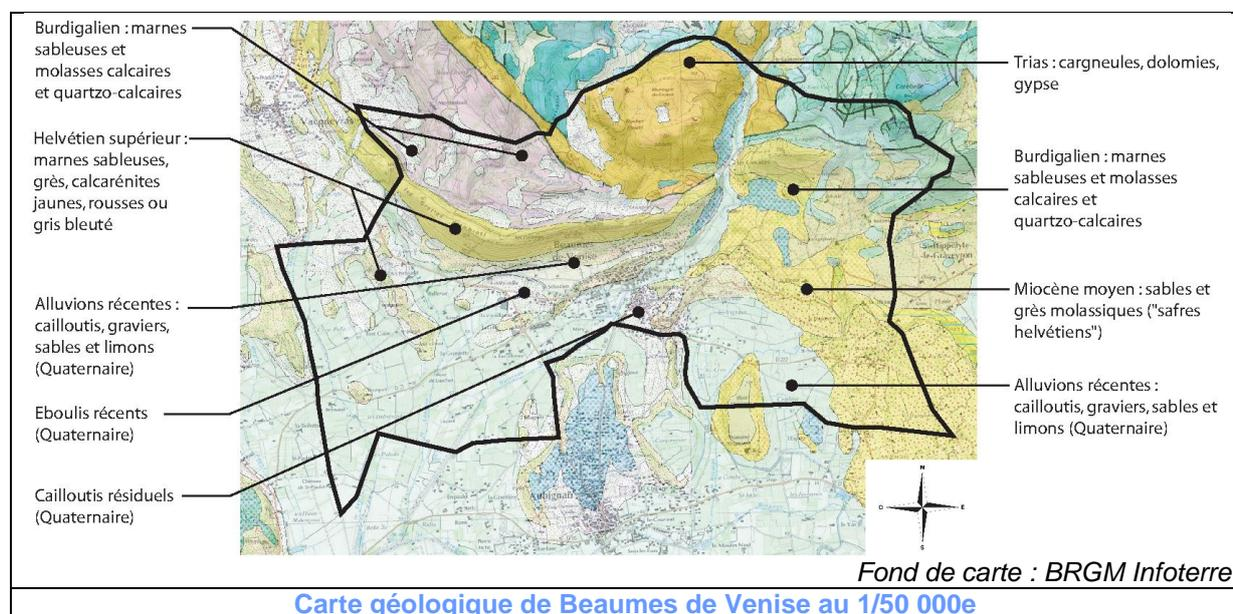 Burdigalien : marnes
sableuses et
molasses calcaires
et quartzo-calcaires
Helvétien supérieur :
marnes sableuses,
grès, calcarénites
jaunes, rousses ou
gris bleuté
Alluvions récentes :
cailloutis, graviers,
sables et limons
(Quaternaire)
Eboulis récents
(Quaternaire)
Cailloutis résiduels
(Quaternaire)
Vacqueyras
Aubignan
Trias : cargneules, dolomies,
gypse
Burdigalien : marnes
sableuses et molasses
calcaires et
quartzo-calcaires
Miocène moyen : sables et
grès molassiques ("safres
helvétiens")
Alluvions récentes :
cailloutis, graviers, sables et
limons (Quaternaire)
N
O
E
S
Fond de carte : BRGM Infoterre
Carte géologique de Beaumes de Venise au 1/50 000e